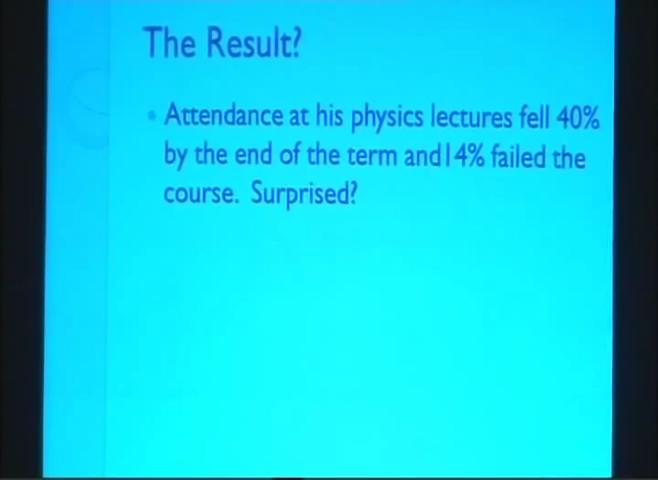 The Result?
Attendance at his physics lectures fell 40%
by the end of the term and14% failed the
course. Surprised?